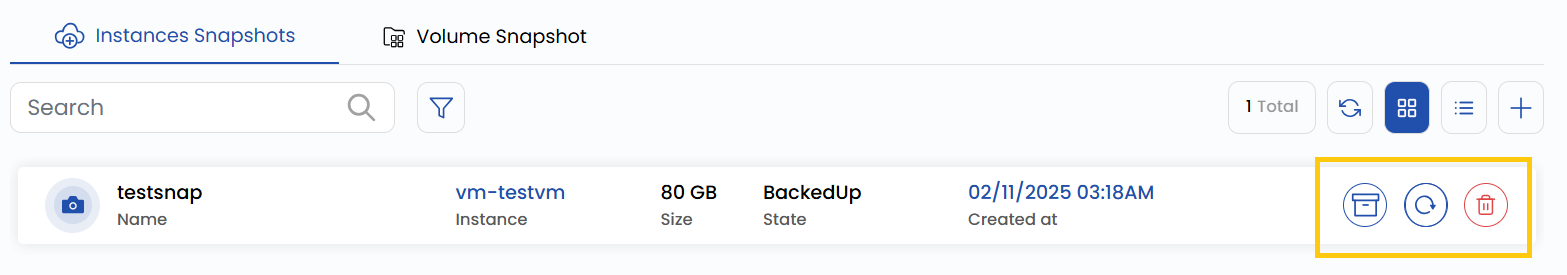 Instances Snapshots
Volume Snapshot
Search
1 Total
testsnap vm-testvm 80 GB BackedUp 02/11/2025 03:18AM
Name Instance Size State Created at